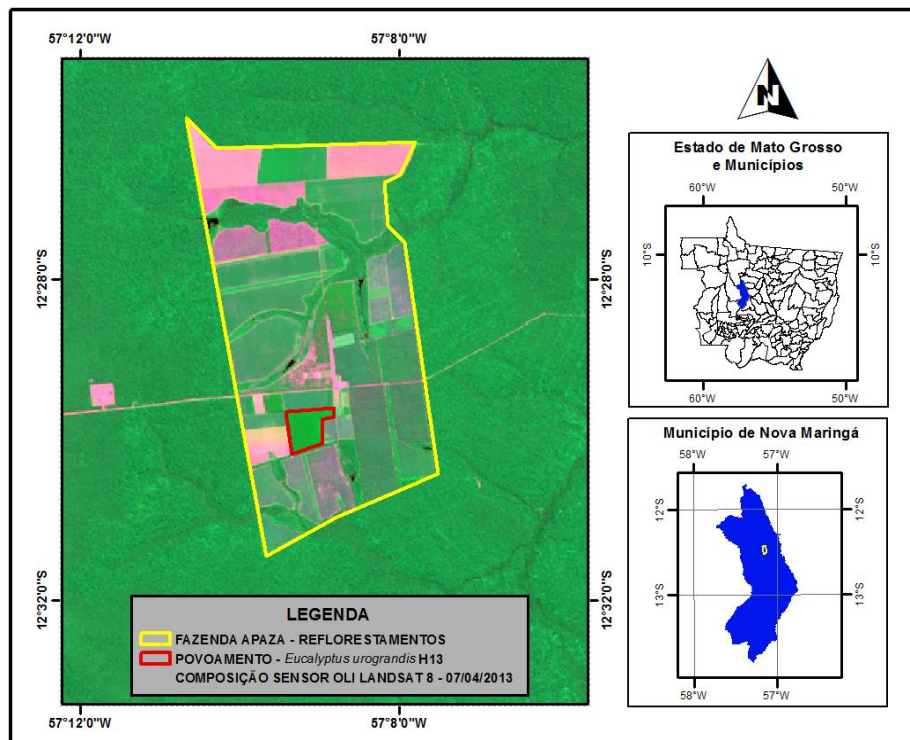 57°12'0"W
57°8'0"W
12°28'0"S
12°28'0"S
12°32'0"S
12°32'0"S
LEGENDA
FAZENDA APAZA - REFLORESTAMENTOS
POVOAMENTO - Eucalyptus urograndis H13
COMPOSIÇÃO SENSOR OLI LANDSAT 8 - 07/04/2013
57°12'0"W
57°8'0"W
N
Estado de Mato Grosso
e Municípios
60°W
50°W
10°S
10°S
60°W
50°W
Município de Nova Maringá
58°W
57°W
12°S
12°S
13°S
13°S
58°W
57°W